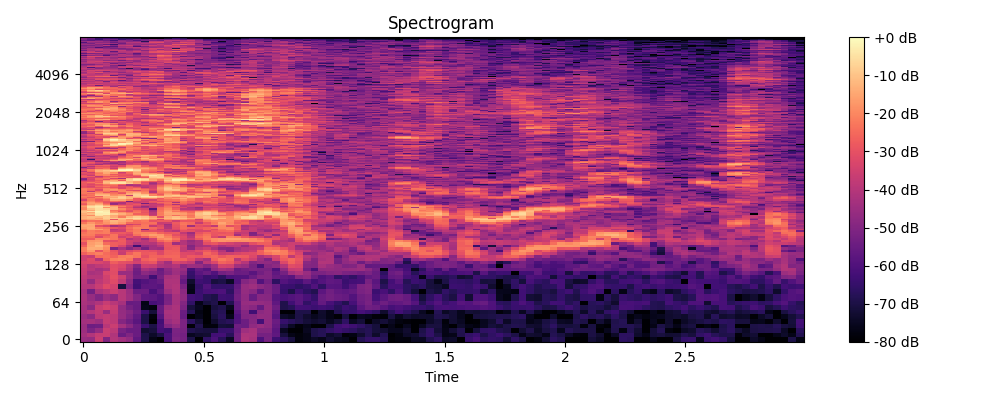 Spectrogram
4096
2048
1024
512
256
128
64
0
Hz
0
0.5
1
1.5
2
2.5
Time
+0 dB
-10 dB
-20 dB
-30 dB
-40 dB
-50 dB
-60 dB
-70 dB
-80 dB